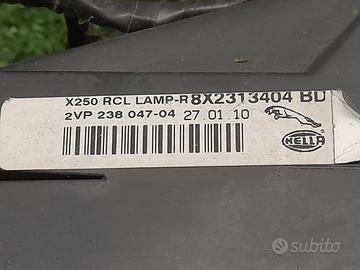 X250 RCL LAMP-R 8X2313404 BD
2VP 238 047-04 27.01.10
HELLA
subito